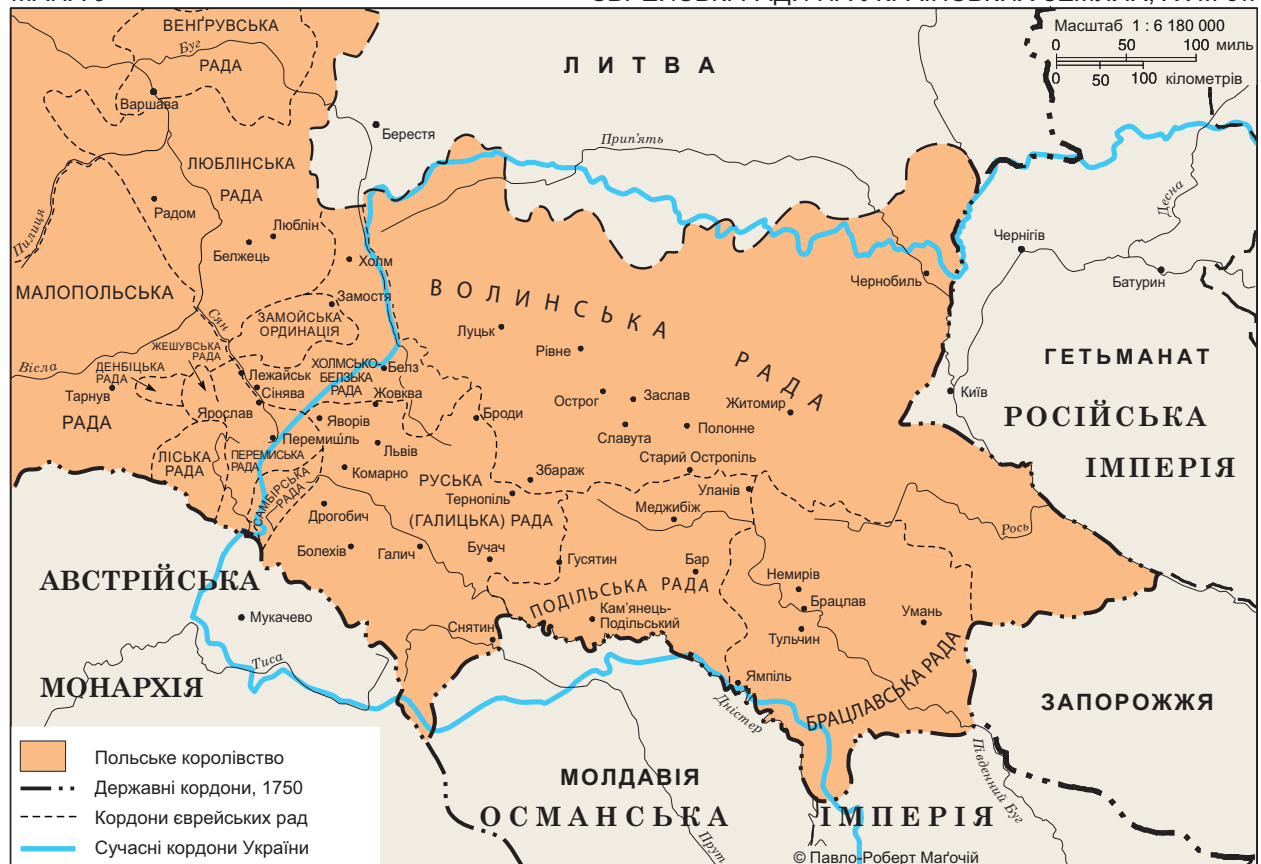 ВЕНҐРУВСЬКА
РАДА
Буг
Варшава
ЛИТВА
Масштаб 1 : 6 180 000
0 50 100 миль
0 50 100 кілометрів
Берестя
Прип'ять
Десна
ЛЮБЛІНСЬКА
РАДА
Радом
Пилиця
Люблін
Белжець
Холм
Чернігів
Батурин
Чорнобиль
МАЛОПОЛЬСЬКА
РАДА
Замостя
ЗАМОЙСЬКА
ОРДИНАЦІЯ
Сян
ВОЛИНСЬКА РАДА
Луцьк
Рівне
Вісла
ЖЕШУВСЬКА
РАДА
ДЕНБІЦЬКА
РАДА
Тарнув
Лежайськ
Сінява
Ярослав
ХОЛМСЬКО-
БЕЛЗЬКА
РАДА
Белз
Жовква
Броди
Острог
Заслав
Житомир
Славута
Полонне
ГЕТЬМАНАТ
Київ
РОСІЙСЬКА
ІМПЕРІЯ
Яворів
Перемишль
Львів
ЛІСЬКА
РАДА
ПЕРЕМИСЬКА
РАДА
Комарно
САМБІРСЬКА
РАДА
Збараж
Старий Остропіль
РУСЬКА
(ГАЛИЦЬКА) РАДА
Тернопіль
Уланів
Меджибіж
Рось
Дрогобич
Болехів
Галич
Бучач
Гусятин
Бар
Немирів
Брацлав
Умань
Тульчин
ПОДІЛЬСЬКА РАДА
Кам'янець-
Подільський
АВСТРІЙСЬКА
МОНАРХІЯ
Мукачево
Тиса
Снятин
Ямпіль
Дністер
БРАЦЛАВСЬКА РАДА
ЗАПОРОЖЖЯ
Південний Буг
МОЛДАВІЯ
ОСМАНСЬКА ІМПЕРІЯ
Прут
Польське королівство
Державні кордони, 1750
Кордони єврейських рад
Сучасні кордони України
© Павло-Роберт Маґочій